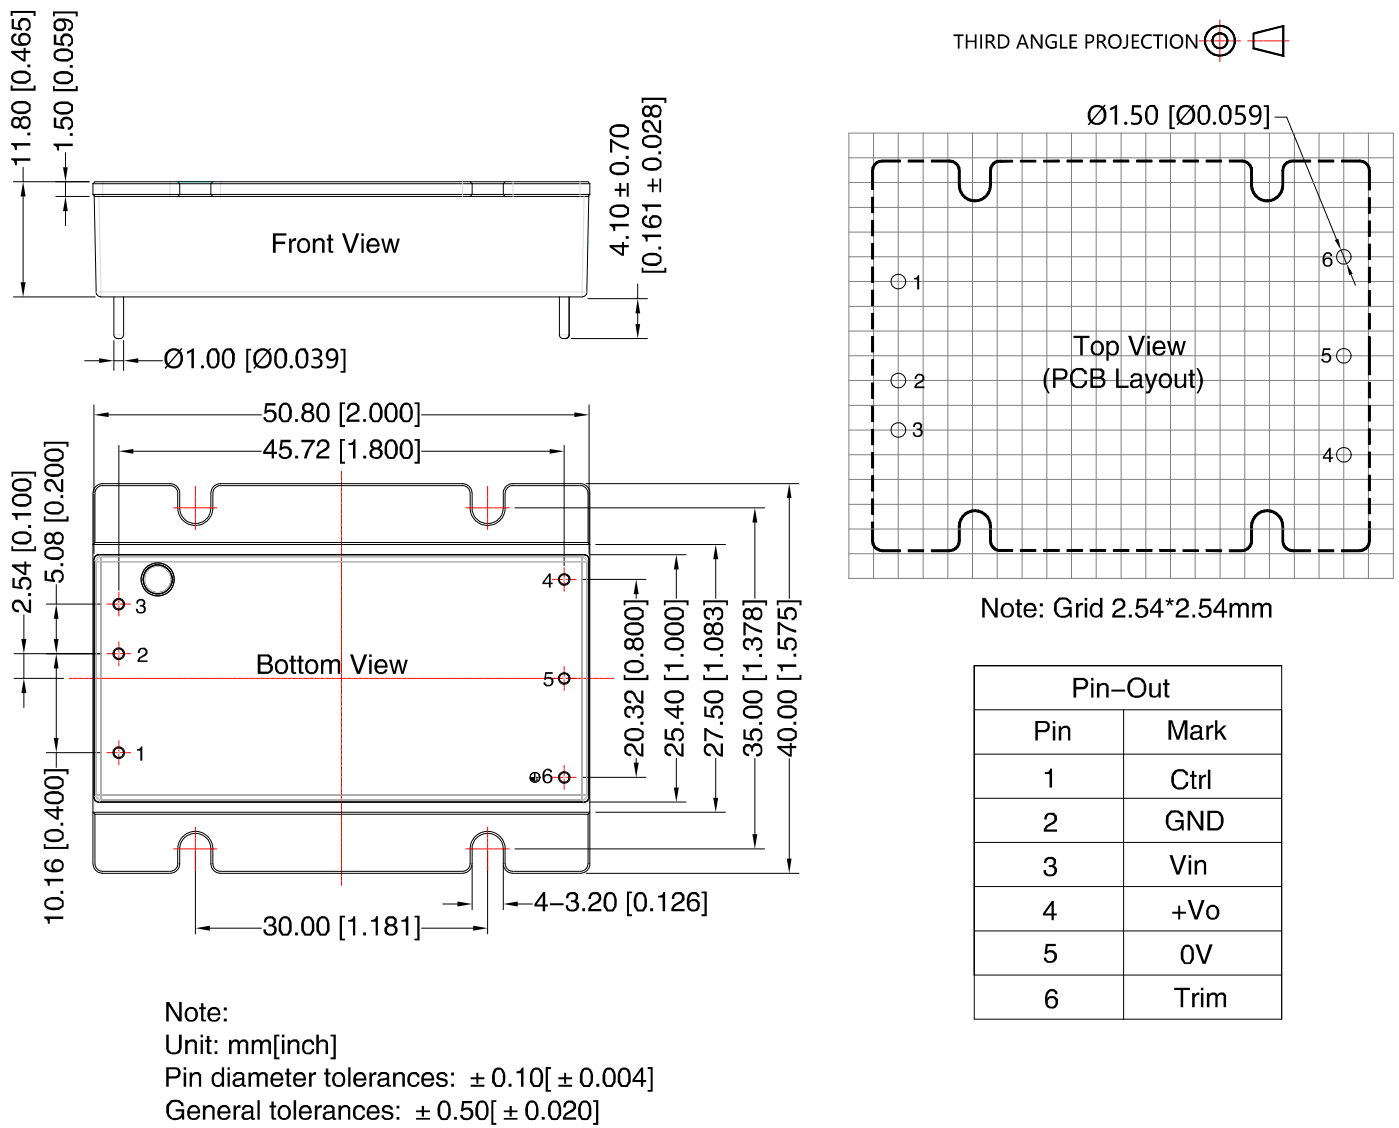 THIRD ANGLE PROJECTION
11.80 [0.465]
1.50 [0.059]
4.10 ± 0.70
[0.161 ± 0.028]
Front View
Ø1.00 [Ø0.039]
50.80 [2.000]
45.72 [1.800]
2.54 [0.100]
5.08 [0.200]
10.16 [0.400]
3
2
1
4
5
6
Bottom View
20.32 [0.800]
25.40 [1.000]
27.50 [1.083]
35.00 [1.378]
40.00 [1.575]
4–3.20 [0.126]
30.00 [1.181]
Note:
Unit: mm[inch]
Pin diameter tolerances: ± 0.10[ ± 0.004]
General tolerances: ± 0.50[ ± 0.020]
Ø1.50 [Ø0.059]
6
1
5
2
3
4
Top View
(PCB Layout)
Note: Grid 2.54*2.54mm
Pin–Out
Pin Mark
1 Ctrl
2 GND
3 Vin
4 +Vo
5 0V
6 Trim